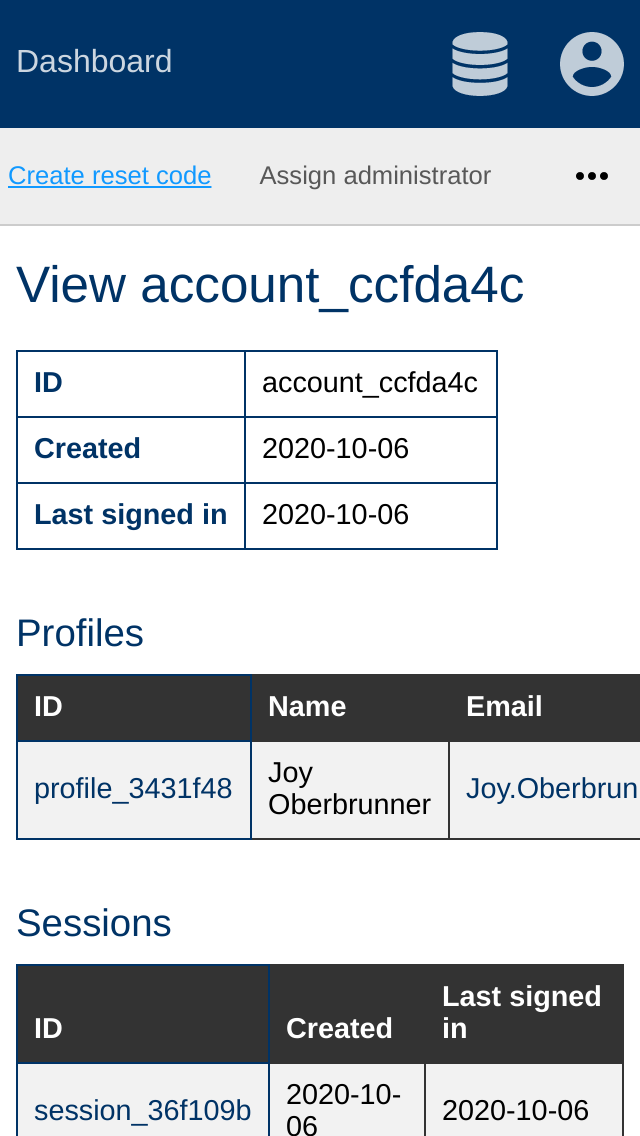 Dashboard
Create reset code Assign administrator
View account_ccfda4c
ID account_ccfda4c
Created 2020-10-06
Last signed in 2020-10-06
Profiles
ID Name Email
profile_3431f48 Joy Oberbrunner Joy.Oberbrun
Sessions
ID Created Last signed in
session_36f109b 2020-10-06 2020-10-06